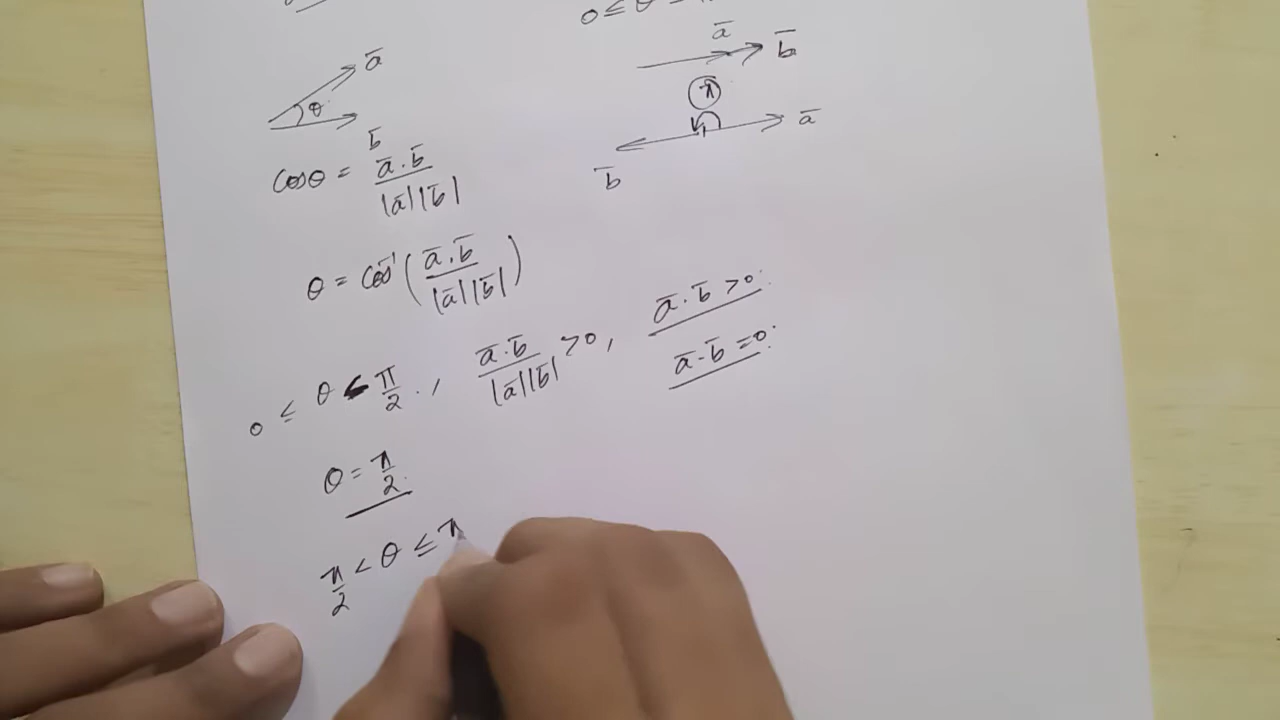 0 ≤ θ ≤ π
a̅
b̅
a̅
θ
b̅
π
a̅
b̅
cosθ = a̅ . b̅ / |a̅||b̅|
θ = cos⁻¹ ( a̅ . b̅ / |a̅||b̅| )
0 ≤ θ < π/2 . , a̅ . b̅ / |a̅||b̅| > 0 , a̅ . b̅ > 0
a̅ . b̅ = 0
θ = π/2 .
π/2 < θ ≤ π